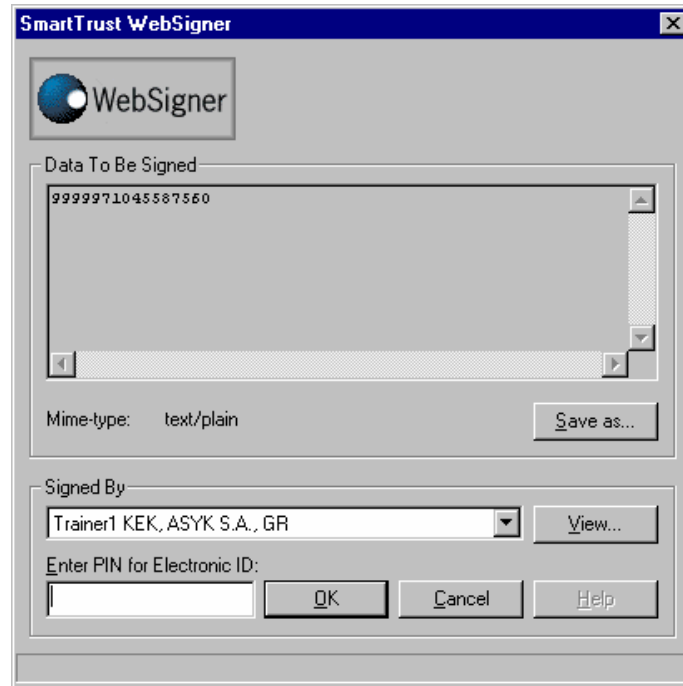 SmartTrust WebSigner
WebSigner
Data To Be Signed
9999971045587560
Mime-type: text/plain
Save as...
Signed By
Trainer1 KEK, ASYK S.A., GR
View...
Enter PIN for Electronic ID:
OK
Cancel
Help